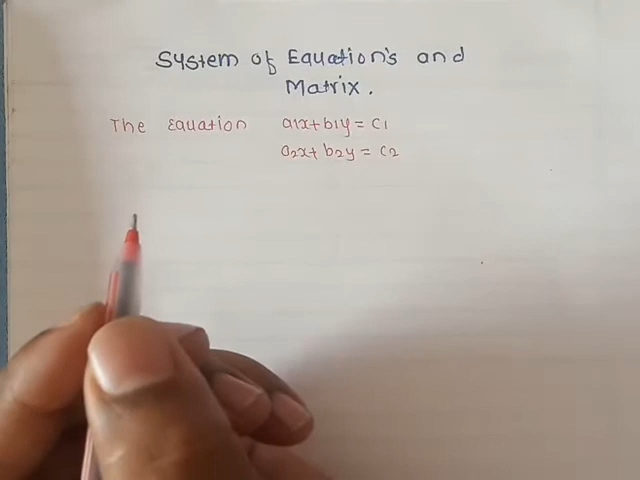 System of Equation's and
Matrix.
The Equation a1x+b1y = c1
a2x+ b2y = c2